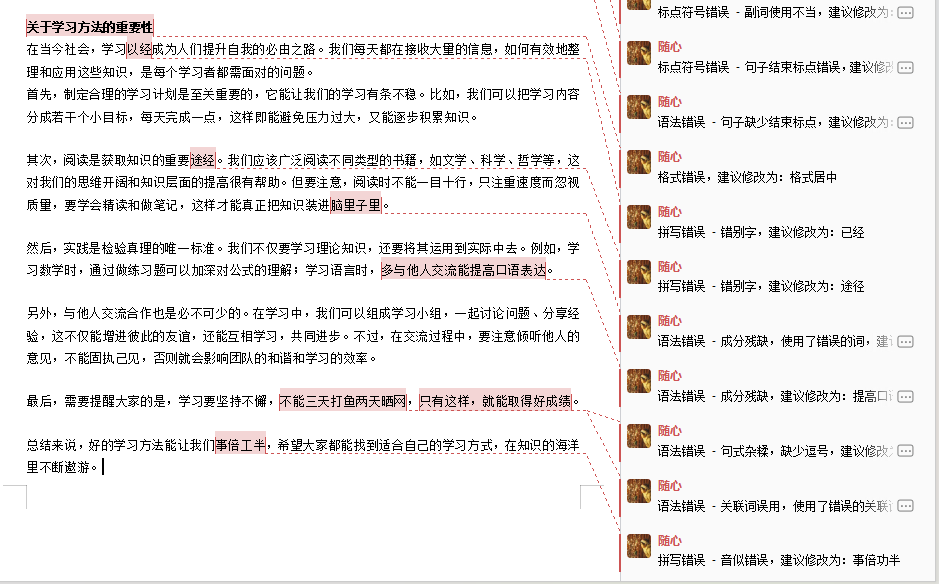 关于学习方法的重要性
在当今社会，学习以经成为人们提升自我的必由之路。我们每天都在接收大量的信息，如何有效地整
理和应用这些知识，是每个学习者都需面对的问题。
首先，制定合理的学习计划是至关重要的，它能让我们的学习有条不稳。比如，我们可以把学习内容
分成若干个小目标，每天完成一点，这样即能避免压力过大，又能逐步积累知识。
其次，阅读是获取知识的重要途经。我们应该广泛阅读不同类型的书籍，如文学、科学、哲学等，这
对我们的思维开阔和知识层面的提高很有帮助。但要注意，阅读时不能一目十行，只注重速度而忽视
质量，要学会精读和做笔记，这样才能真正把知识装进脑里子里。
然后，实践是检验真理的唯一标准。我们不仅要学习理论知识，还要将其运用到实际中去。例如，学
习数学时，通过做练习题可以加深对公式的理解；学习语言时，多与他人交流能提高口语表达。
另外，与他人交流合作也是必不可少的。在学习中，我们可以组成学习小组，一起讨论问题、分享经
验，这不仅能增进彼此的友谊，还能互相学习，共同进步。不过，在交流过程中，要注意倾听他人的
意见，不能固执己见，否则就会影响团队的和谐和学习的效率。
最后，需要提醒大家的是，学习要坚持不懈，不能三天打鱼两天晒网，只有这样，就能取得好成绩。
总结来说，好的学习方法能让我们事倍工半，希望大家都能找到适合自己的学习方式，在知识的海洋
里不断遨游。
标点符号错误 - 副词使用不当，建议修改为：
随心
标点符号错误 - 句子结束标点错误，建议修改
随心
语法错误 - 句子缺少结束标点，建议修改为：
随心
格式错误，建议修改为：格式居中
随心
拼写错误 - 错别字，建议修改为：已经
随心
拼写错误 - 错别字，建议修改为：途径
随心
语法错误 - 成分残缺，使用了错误的词，建
随心
语法错误 - 成分残缺，建议修改为：提高口
随心
语法错误 - 句式杂糅，缺少逗号，建议修改
随心
语法错误 - 关联词误用，使用了错误的关联
随心
拼写错误 - 音似错误，建议修改为：事倍功半